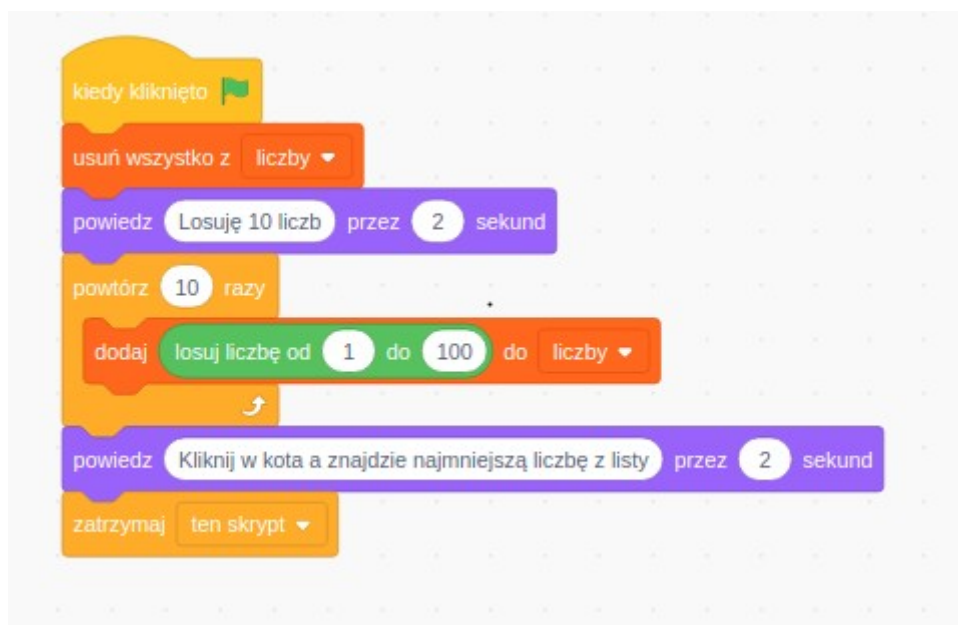 kiedy kliknięto
usuń wszystko z liczby
powiedz Losuję 10 liczb przez 2 sekund
powtórz 10 razy
dodaj losuj liczbę od 1 do 100 do liczby
powiedz Kliknij w kota a znajdzie najmniejszą liczbę z listy przez 2 sekund
zatrzymaj ten skrypt